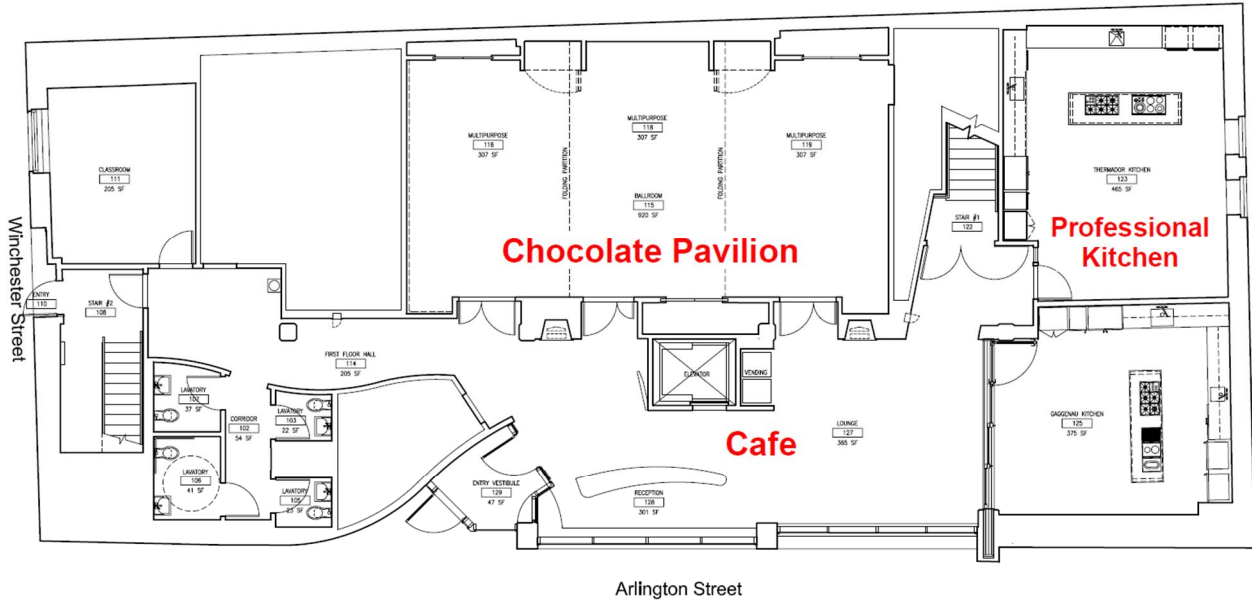 MULTIPURPOSE
118
307 SF
MULTIPURPOSE
116
307 SF
MULTIPURPOSE
119
307 SF
CLASSROOM
111
205 SF
FOLDING PARTITION
FOLDING PARTITION
THERMADOR KITCHEN
123
465 SF
BALLROOM
115
920 SF
STAIR #1
122
Professional
Kitchen
Chocolate Pavilion
Winchester Street
ENTRY
110
STAIR #2
108
FIRST FLOOR HALL
114
205 SF
ELEVATOR
VENDING
LAVATORY
107
37 SF
LAVATORY
103
22 SF
CORRIDOR
102
54 SF
GAGGENAU KITCHEN
125
375 SF
LOUNGE
127
365 SF
Cafe
LAVATORY
106
41 SF
LAVATORY
105
23 SF
ENTRY VESTIBULE
129
47 SF
RECEPTION
128
301 SF
Arlington Street